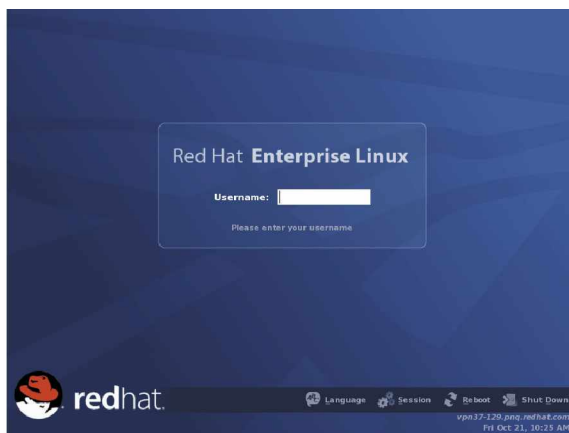 Red Hat Enterprise Linux
Username:
Please enter your username
redhat.
Language Session Reboot Shut Down
vpn37-129.pnq.redhat.com
Fri Oct 21, 10:25 AM